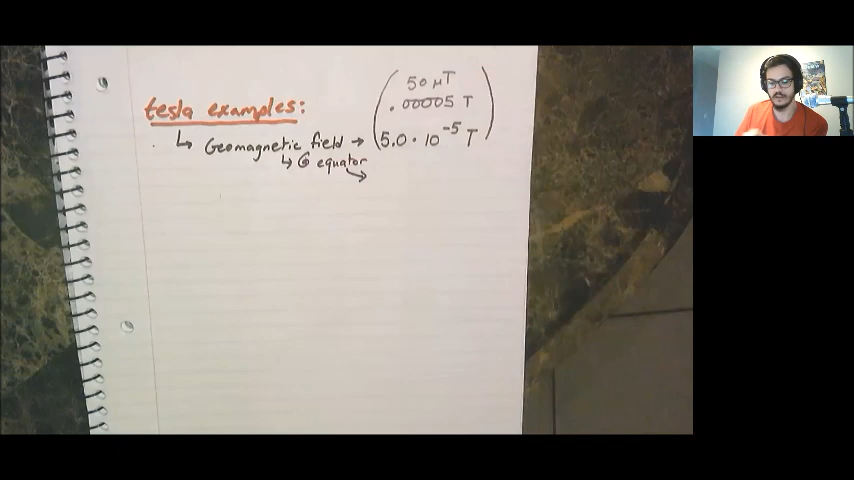 50 μT
tesla examples:
.00005 T
↳ Geomagnetic field → 5.0 · 10⁻⁵ T
↳ @ equator